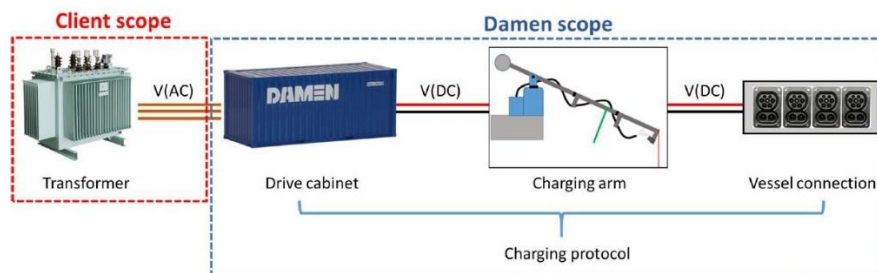 Client scope
Damen scope
V(AC)
DAMEN
V(DC)
V(DC)
Transformer
Drive cabinet
Charging arm
Vessel connection
Charging protocol